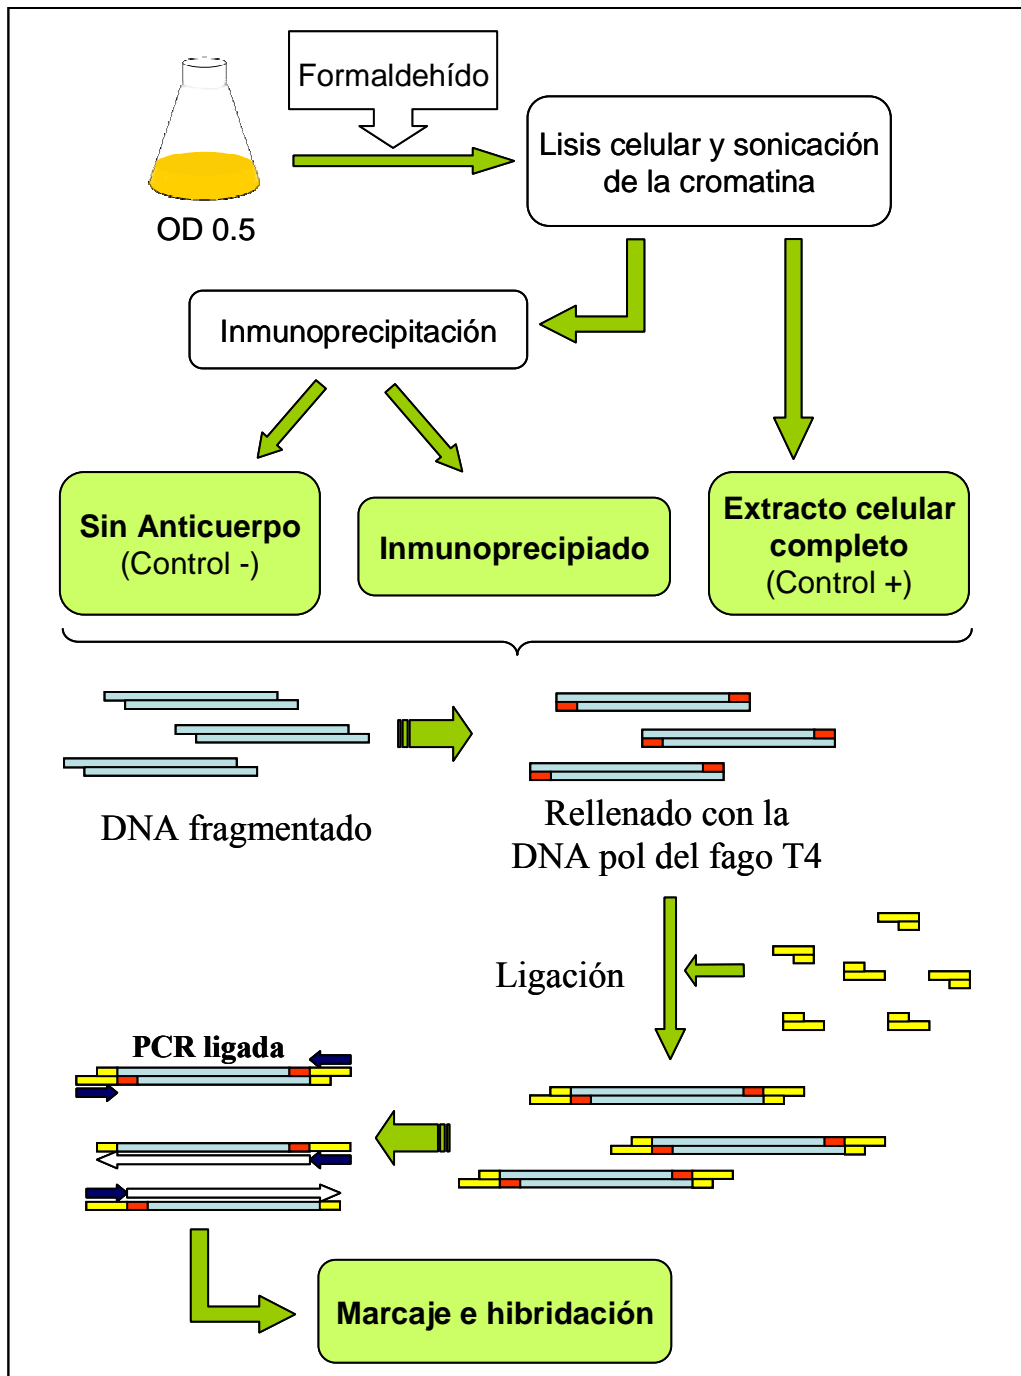 Formaldehído
OD 0.5
Lisis celular y sonicación
de la cromatina
Inmunoprecipitación
Sin Anticuerpo
(Control -)
Inmunoprecipiado
Extracto celular
completo
(Control +)
DNA fragmentado
Rellenado con la
DNA pol del fago T4
Ligación
PCR ligada
Marcaje e hibridación